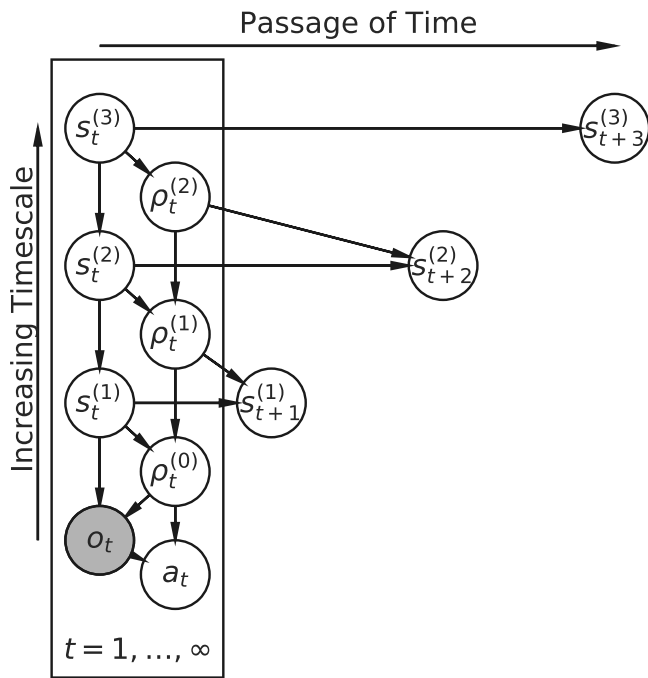 Passage of Time
Increasing Timescale
s_t^{(3)}
s_{t+3}^{(3)}
ρ_t^{(2)}
s_t^{(2)}
s_{t+2}^{(2)}
ρ_t^{(1)}
s_t^{(1)}
s_{t+1}^{(1)}
ρ_t^{(0)}
o_t
a_t
t = 1, ..., ∞